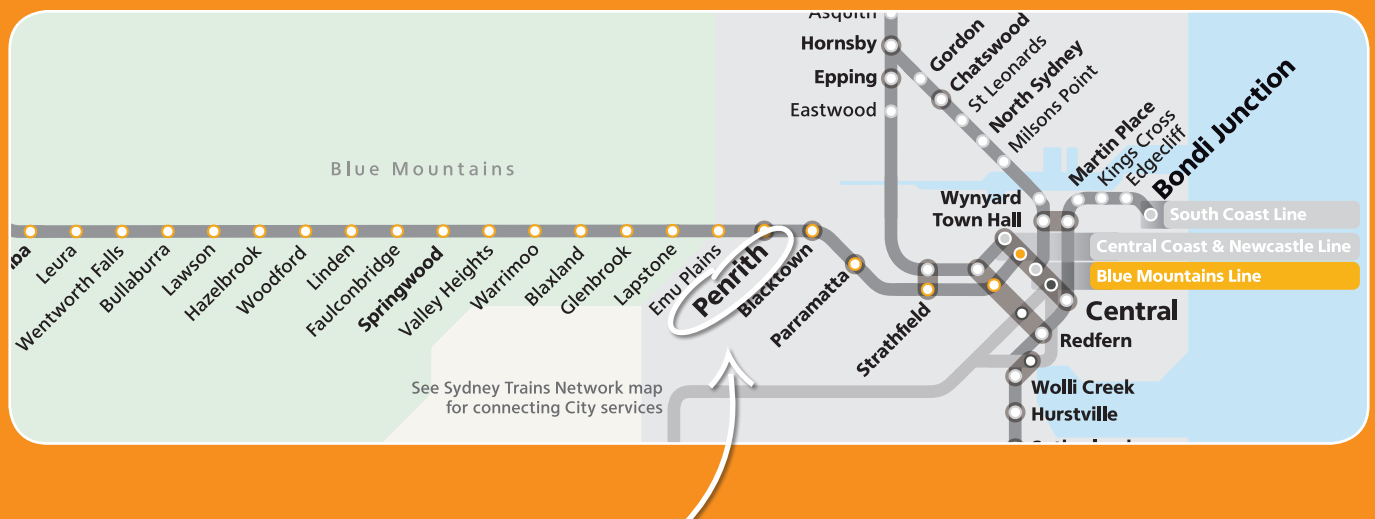 Asquith
Hornsby
Epping
Eastwood
Gordon
Chatswood
St Leonards
North Sydney
Milsons Point
Martin Place
Kings Cross
Edgecliff
Bondi Junction
Wynyard
Town Hall
South Coast Line
Central Coast & Newcastle Line
Blue Mountains Line
Blue Mountains
ba
Leura
Wentworth Falls
Bullaburra
Lawson
Hazelbrook
Woodford
Linden
Faulconbridge
Springwood
Valley Heights
Warrimoo
Blaxland
Glenbrook
Lapstone
Emu Plains
Penrith
Blacktown
Parramatta
Strathfield
Central
Redfern
Wolli Creek
Hurstville
See Sydney Trains Network map
for connecting City services